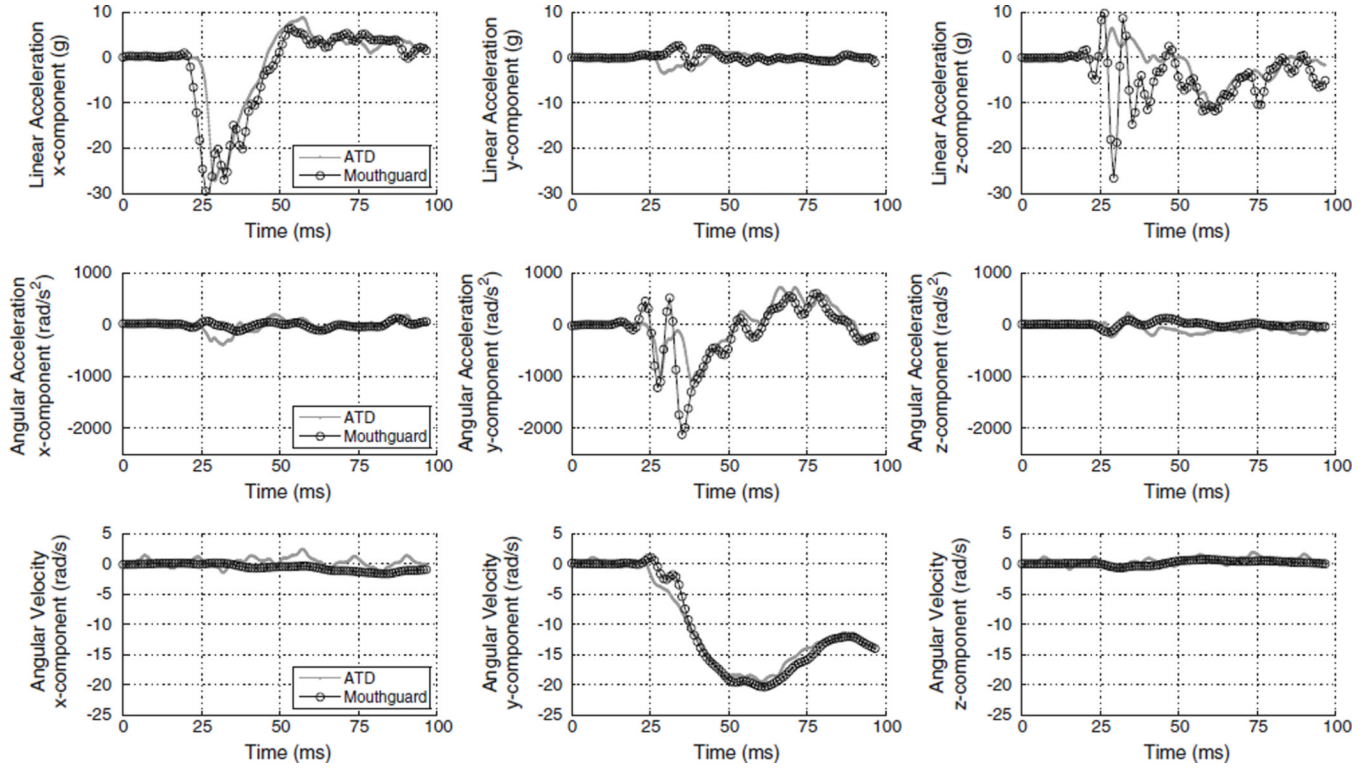 Linear Acceleration
x-component (g)
10
0
-10
-20
-30
ATD
Mouthguard
0
25
50
75
100
Time (ms)
Linear Acceleration
y-component (g)
10
0
-10
-20
-30
0
25
50
75
100
Time (ms)
Linear Acceleration
z-component (g)
10
0
-10
-20
-30
0
25
50
75
100
Time (ms)
Angular Acceleration
x-component (rad/s²)
1000
0
-1000
-2000
ATD
Mouthguard
0
25
50
75
100
Time (ms)
Angular Acceleration
y-component (rad/s²)
1000
0
-1000
-2000
0
25
50
75
100
Time (ms)
Angular Acceleration
z-component (rad/s²)
1000
0
-1000
-2000
0
25
50
75
100
Time (ms)
Angular Velocity
x-component (rad/s)
5
0
-5
-10
-15
-20
-25
ATD
Mouthguard
0
25
50
75
100
Time (ms)
Angular Velocity
y-component (rad/s)
5
0
-5
-10
-15
-20
-25
0
25
50
75
100
Time (ms)
Angular Velocity
z-component (rad/s)
5
0
-5
-10
-15
-20
-25
0
25
50
75
100
Time (ms)